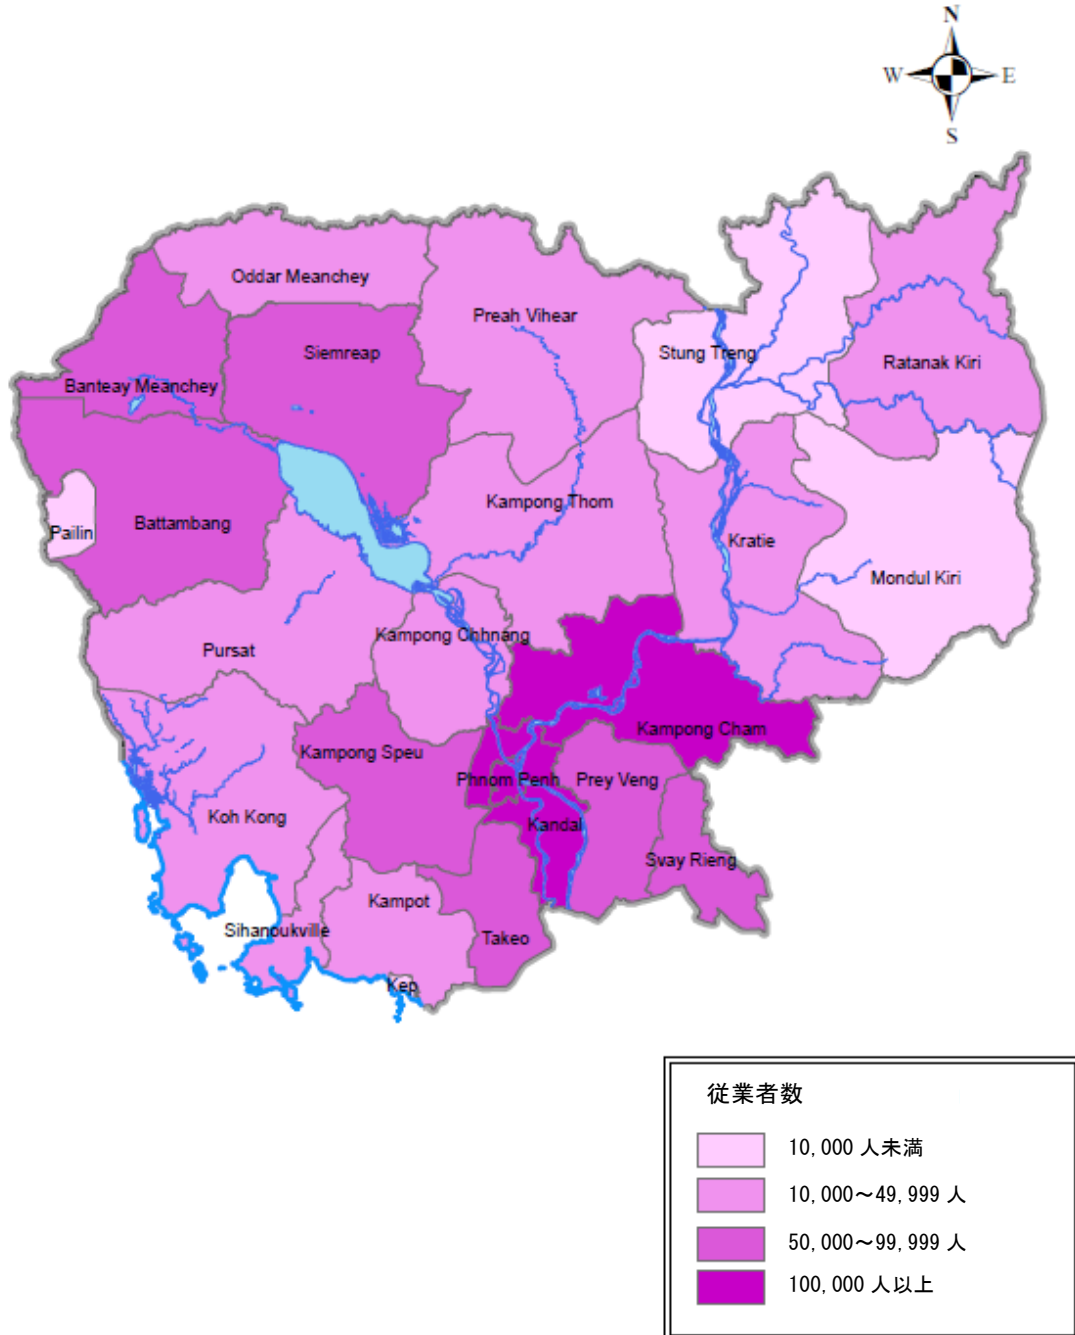 N
W E
S
Oddar Meanchey
Preah Vihear
Siemreap
Stung Treng
Ratanak Kiri
Banteay Meanchey
Kampong Thom
Battambang
Pailin
Kratie
Mondul Kiri
Kampong Chhnang
Pursat
Kampong Cham
Kampong Speu
Phnom Penh
Prey Veng
Koh Kong
Kandal
Svay Rieng
Kampot
Sihanoukville
Takeo
Kep
従業者数
10,000 人未満
10,000～49,999 人
50,000～99,999 人
100,000 人以上